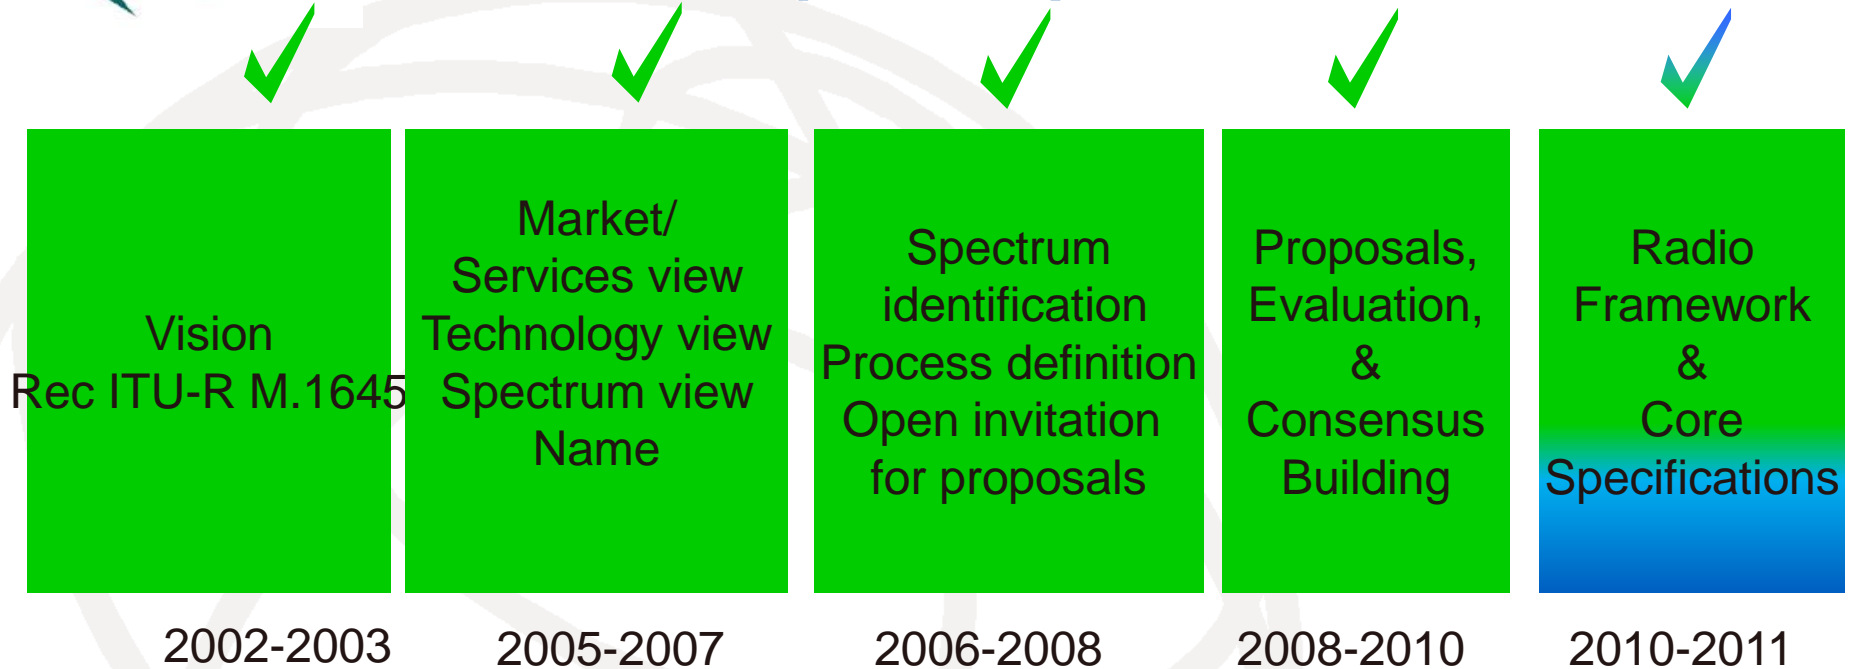 Vision
Rec ITU-R M.1645
Market/
Services view
Technology view
Spectrum view
Name
Spectrum
identification
Process definition
Open invitation
for proposals
Proposals,
Evaluation,
&
Consensus
Building
Radio
Framework
&
Core
Specifications
2002-2003
2005-2007
2006-2008
2008-2010
2010-2011